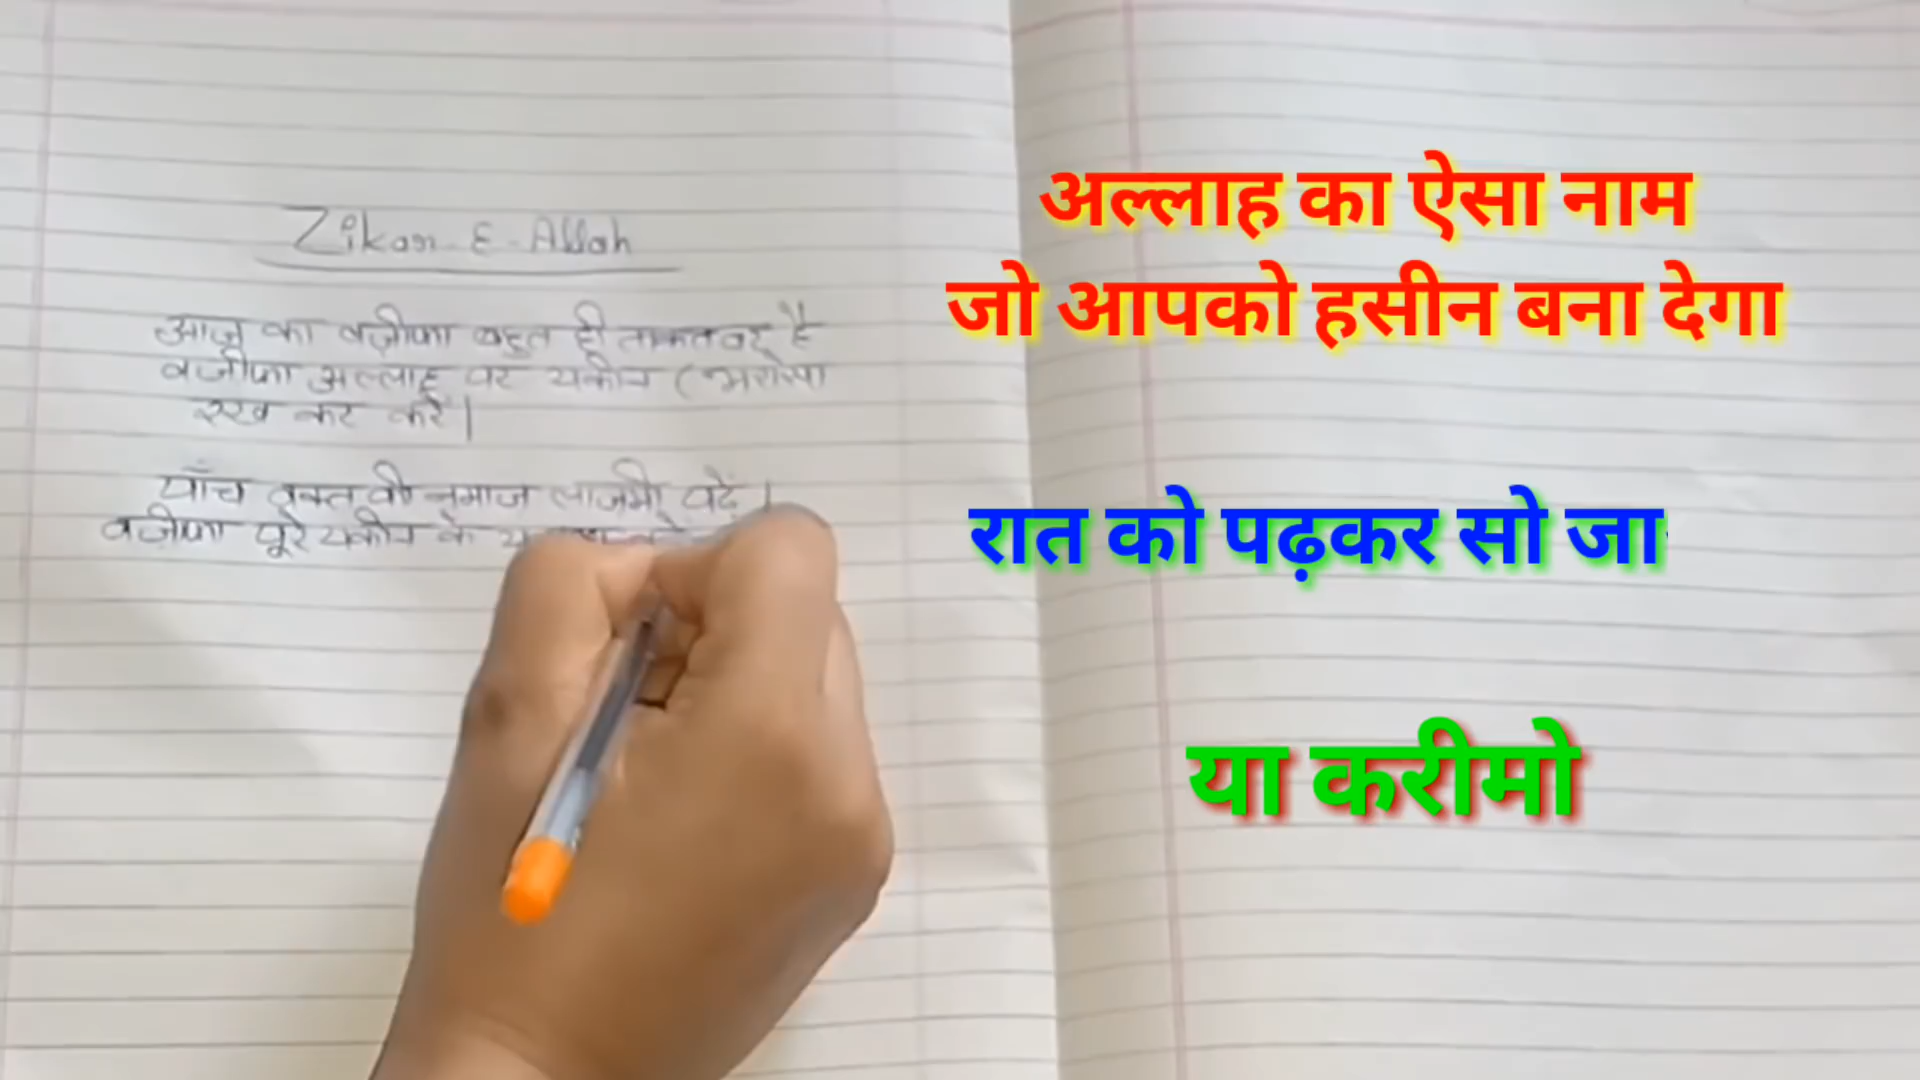 Zikar-E-Allah
आज का वज़ीफा बहुत ही ताकतवर है
वजीफा अल्लाह पर यकीन (भरोसा
रख कर करें|
पाँच वक्त की नमाज लाजमी पढ़ें|
वज़ीफा पूरे यकीन के
अल्लाह का ऐसा नाम
जो आपको हसीन बना देगा
रात को पढ़कर सो जा
या करीमो